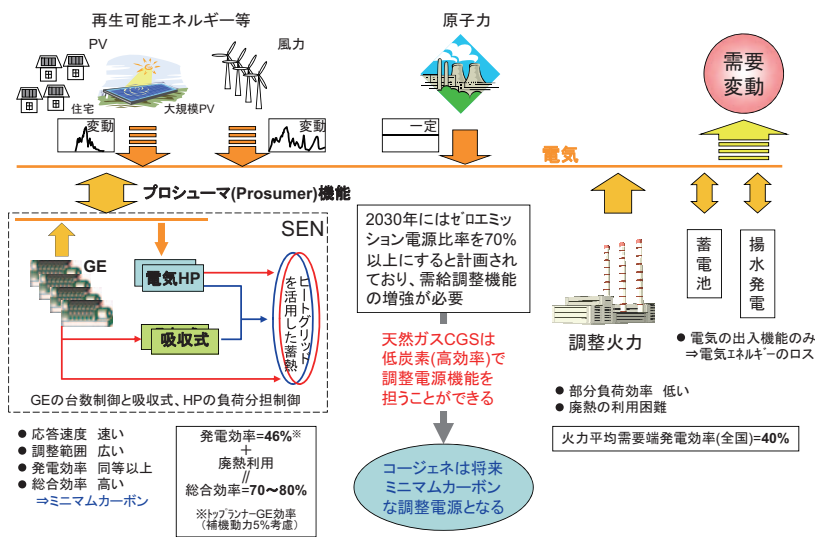 再生可能エネルギー等
PV
住宅
大規模PV
風力
変動
変動
原子力
一定
需要
変動
電気
プロシューマ(Prosumer)機能
SEN
GE
電気HP
吸収式
ヒートグリッド
を活用した蓄熱
GEの台数制御と吸収式、HPの負荷分担制御
● 応答速度 速い
● 調整範囲 広い
● 発電効率 同等以上
● 総合効率 高い
⇒ミニマムカーボン
発電効率=46%※
+
廃熱利用
//
総合効率=70～80%
※トップランナーGE効率
(補機動力5%考慮)
2030年にはゼロエミッ
ション電源比率を70%
以上にすると計画され
ており、需給調整機能
の増強が必要
天然ガスCGSは
低炭素(高効率)で
調整電源機能を
担うことができる
コージェネは将来
ミニマムカーボン
な調整電源となる
調整火力
● 部分負荷効率 低い
● 廃熱の利用困難
火力平均需要端発電効率(全国)=40%
蓄電池
揚水発電
● 電気の出入機能のみ
⇒電気エネルギーのロス